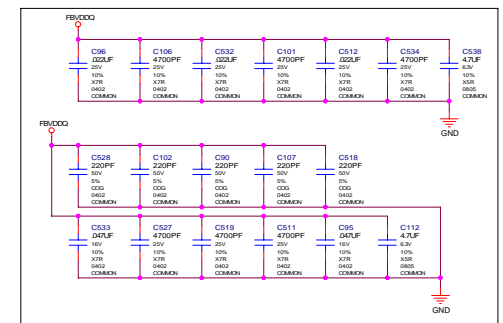 FBVDDQ
C96 C106 C532 C101 C512 C534 C538
.022UF 4700PF .022UF 4700PF .022UF 4700PF 4.7UF
25V 25V 25V 25V 25V 25V 6.3V
10% 10% 10% 10% 10% 10% 10%
X7R X7R X7R X7R X7R X7R X5R
0402 0402 0402 0402 0402 0402 0805
COMMON COMMON COMMON COMMON COMMON COMMON COMMON
GND
FBVDDQ
C528 C102 C90 C107 C518
220PF 220PF 220PF 220PF 220PF
50V 50V 50V 50V 50V
5% 5% 5% 5% 5%
COG COG COG COG COG
0402 0402 0402 0402 0402
COMMON COMMON COMMON COMMON COMMON
C533 C527 C519 C511 C95 C112
.047UF 4700PF 4700PF 4700PF .047UF 4.7UF
16V 25V 25V 25V 16V 6.3V
10% 10% 10% 10% 10% 10%
X7R X7R X7R X7R X7R X5R
0402 0402 0402 0402 0402 0805
COMMON COMMON COMMON COMMON COMMON COMMON
GND